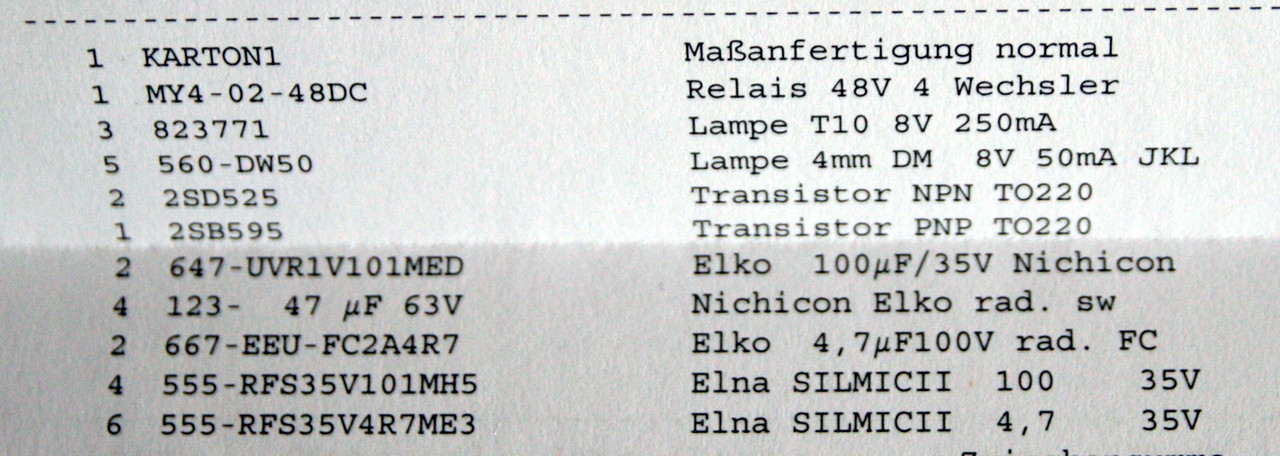 1 KARTON1 Maßanfertigung normal
1 MY4-02-48DC Relais 48V 4 Wechsler
3 823771 Lampe T10 8V 250mA
5 560-DW50 Lampe 4mm DM 8V 50mA JKL
2 2SD525 Transistor NPN TO220
1 2SB595 Transistor PNP TO220
2 647-UVR1V101MED Elko 100µF/35V Nichicon
4 123- 47 µF 63V Nichicon Elko rad. sw
2 667-EEU-FC2A4R7 Elko 4,7µF100V rad. FC
4 555-RFS35V101MH5 Elna SILMICII 100 35V
6 555-RFS35V4R7ME3 Elna SILMICII 4,7 35V